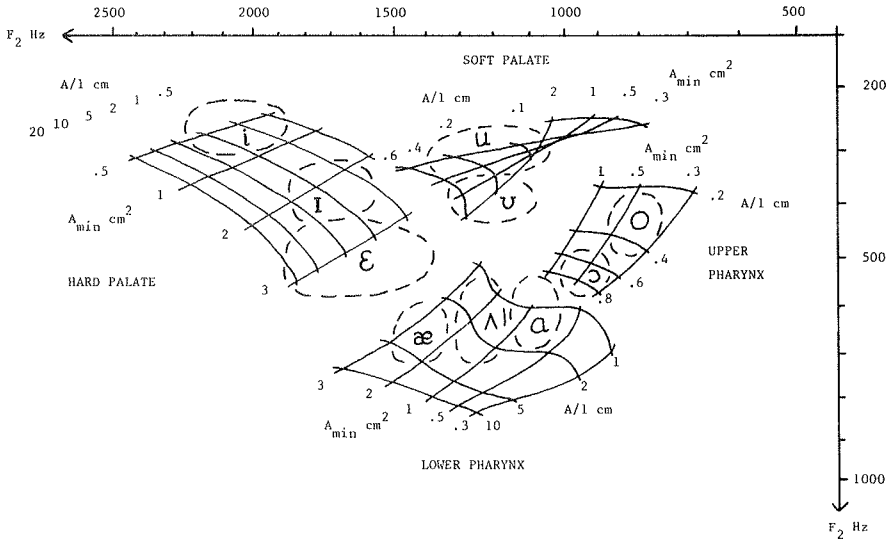 2500 2000 1500 1000 500
F2 Hz
SOFT PALATE
A/l cm .5 1 2 5 10 20
A/l cm .1 .2 .4 .6
2 1 .5 .3 Amin cm2
200
i
u
I
ʊ
ɛ
.5
1
2
3
Amin cm2
HARD PALATE
Amin cm2
1 .5 .3
.2 A/l cm
O
ɔ
.4
.6
.8
UPPER
PHARYNX
500
æ
ʌ
ɑ
3
2
1
.5
.3
Amin cm2
10
5
2
1
A/l cm
LOWER PHARYNX
1000
F2 Hz